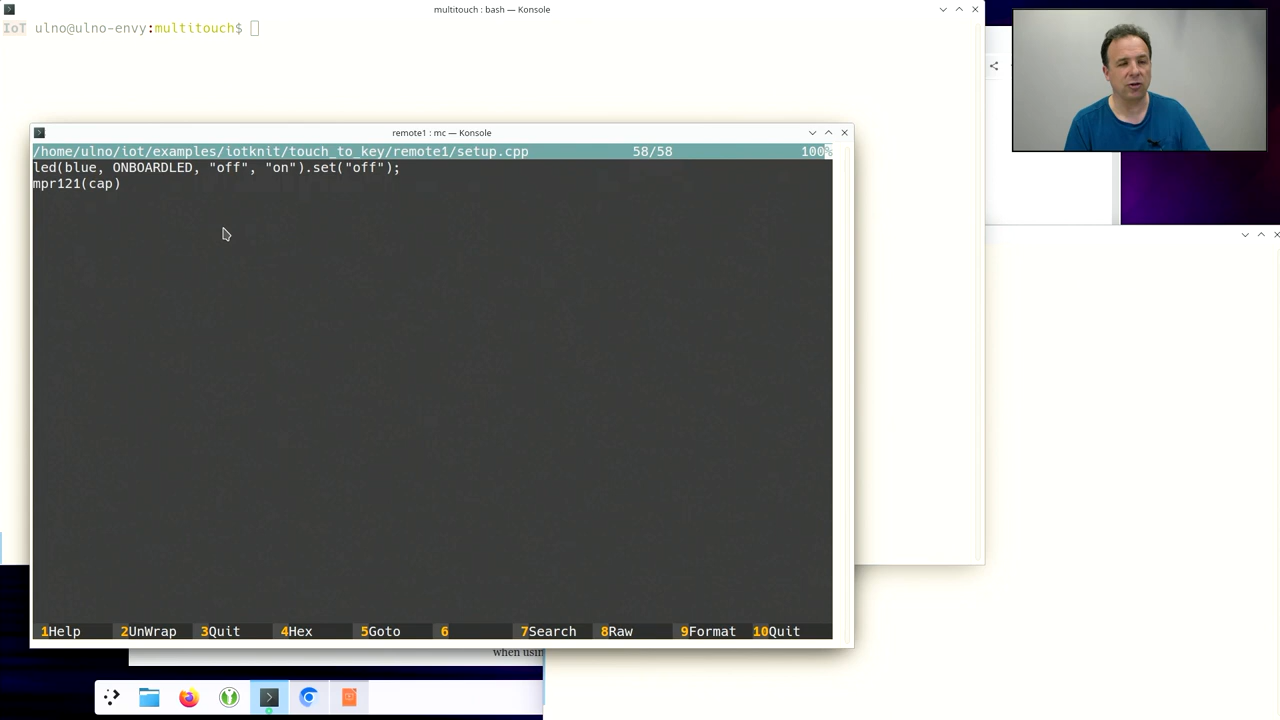 multitouch : bash — Konsole
IoT ulno@ulno-envy:multitouch$
remote1 : mc — Konsole
/home/ulno/iot/examples/iotknit/touch_to_key/remote1/setup.cpp 58/58 100%
led(blue, ONBOARDLED, "off", "on").set("off");
mpr121(cap)
1Help 2UnWrap 3Quit 4Hex 5Goto 6 7Search 8Raw 9Format 10Quit
when usin